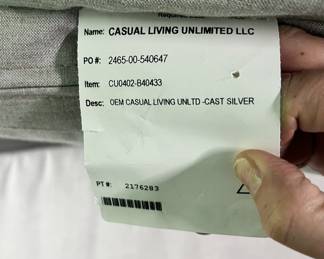 Name: CASUAL LIVING UNLIMITED LLC
PO #: 2465-00-540647
Item: CU0402-B40433
Desc: OEM CASUAL LIVING UNLTD -CAST SILVER
PT #: 2176283